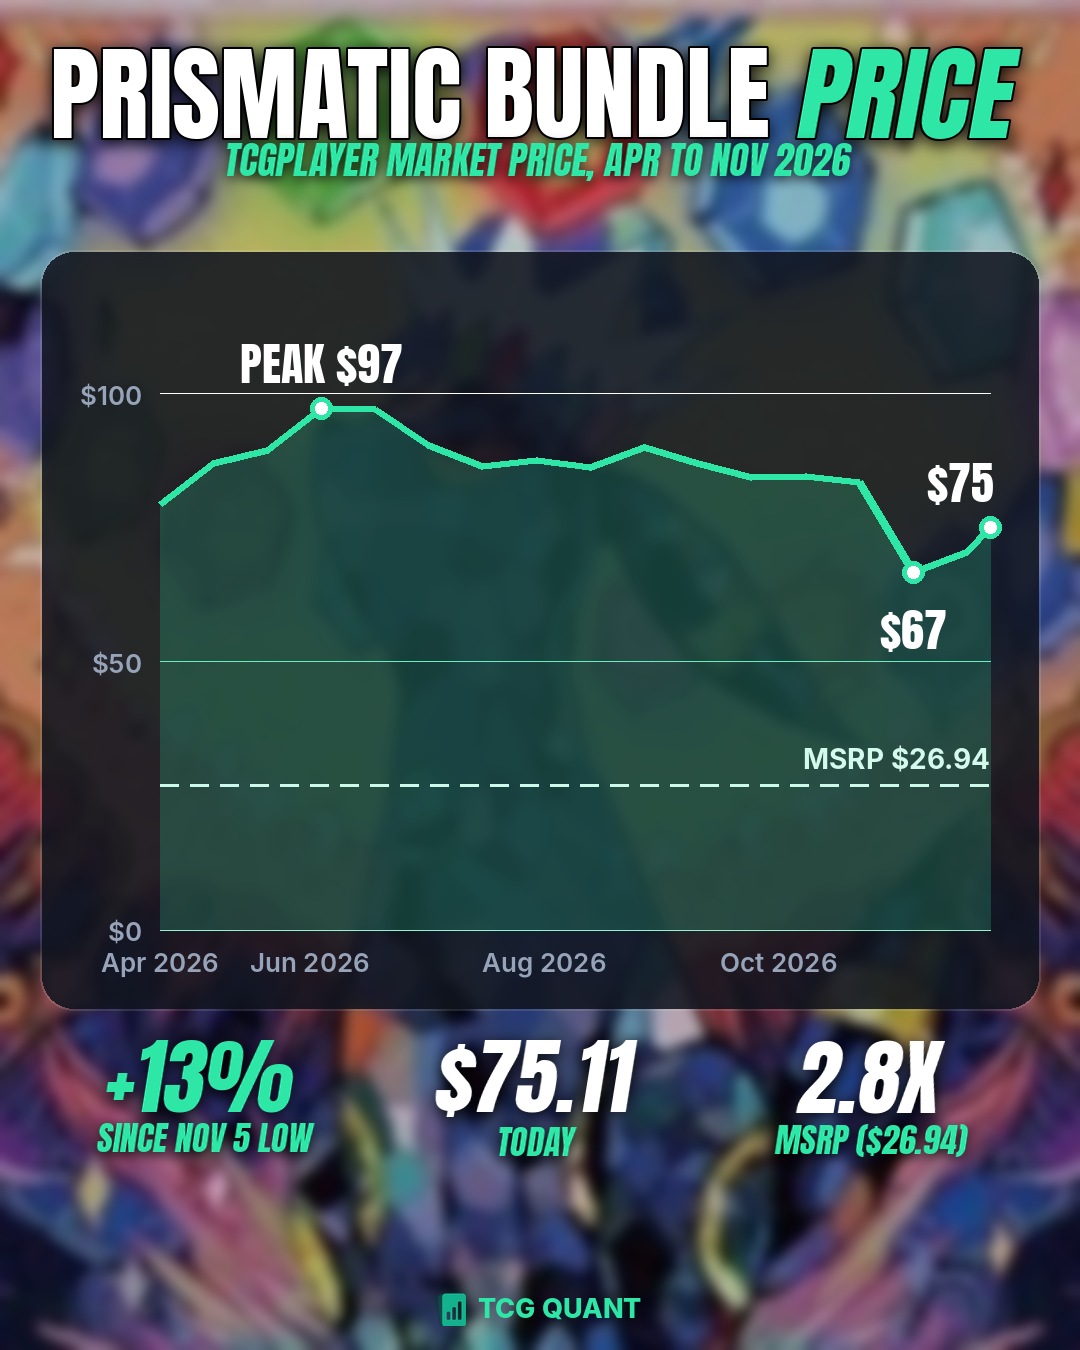 PRISMATIC BUNDLE PRICE
TCGPLAYER MARKET PRICE, APR TO NOV 2026
PEAK $97
$100
$75
$67
$50
MSRP $26.94
$0
Apr 2026 Jun 2026 Aug 2026 Oct 2026
+13% $75.11 2.8X
SINCE NOV 5 LOW TODAY MSRP ($26.94)
TCG QUANT